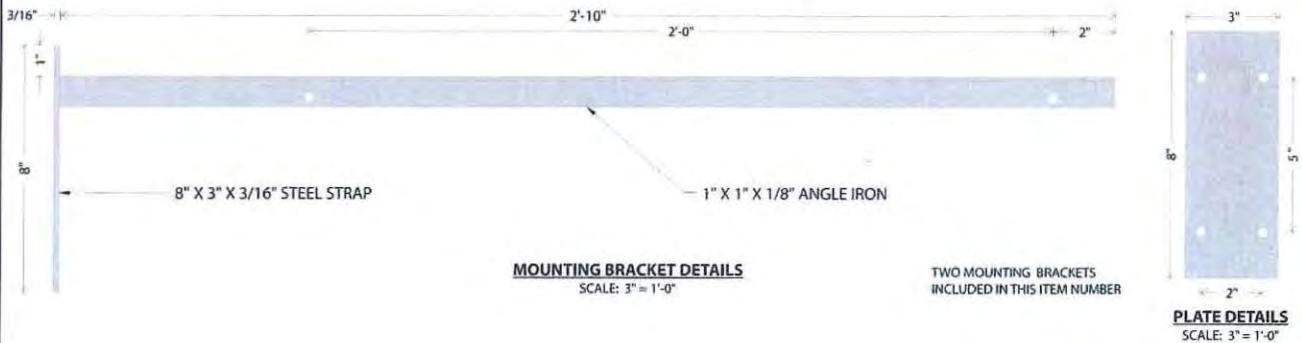 3/16"
2'-10"
2'-0"
2"
1"
8"
8" X 3" X 3/16" STEEL STRAP
1" X 1" X 1/8" ANGLE IRON
MOUNTING BRACKET DETAILS
SCALE: 3" = 1'-0"
TWO MOUNTING BRACKETS
INCLUDED IN THIS ITEM NUMBER
3"
8"
5"
2"
PLATE DETAILS
SCALE: 3" = 1'-0"